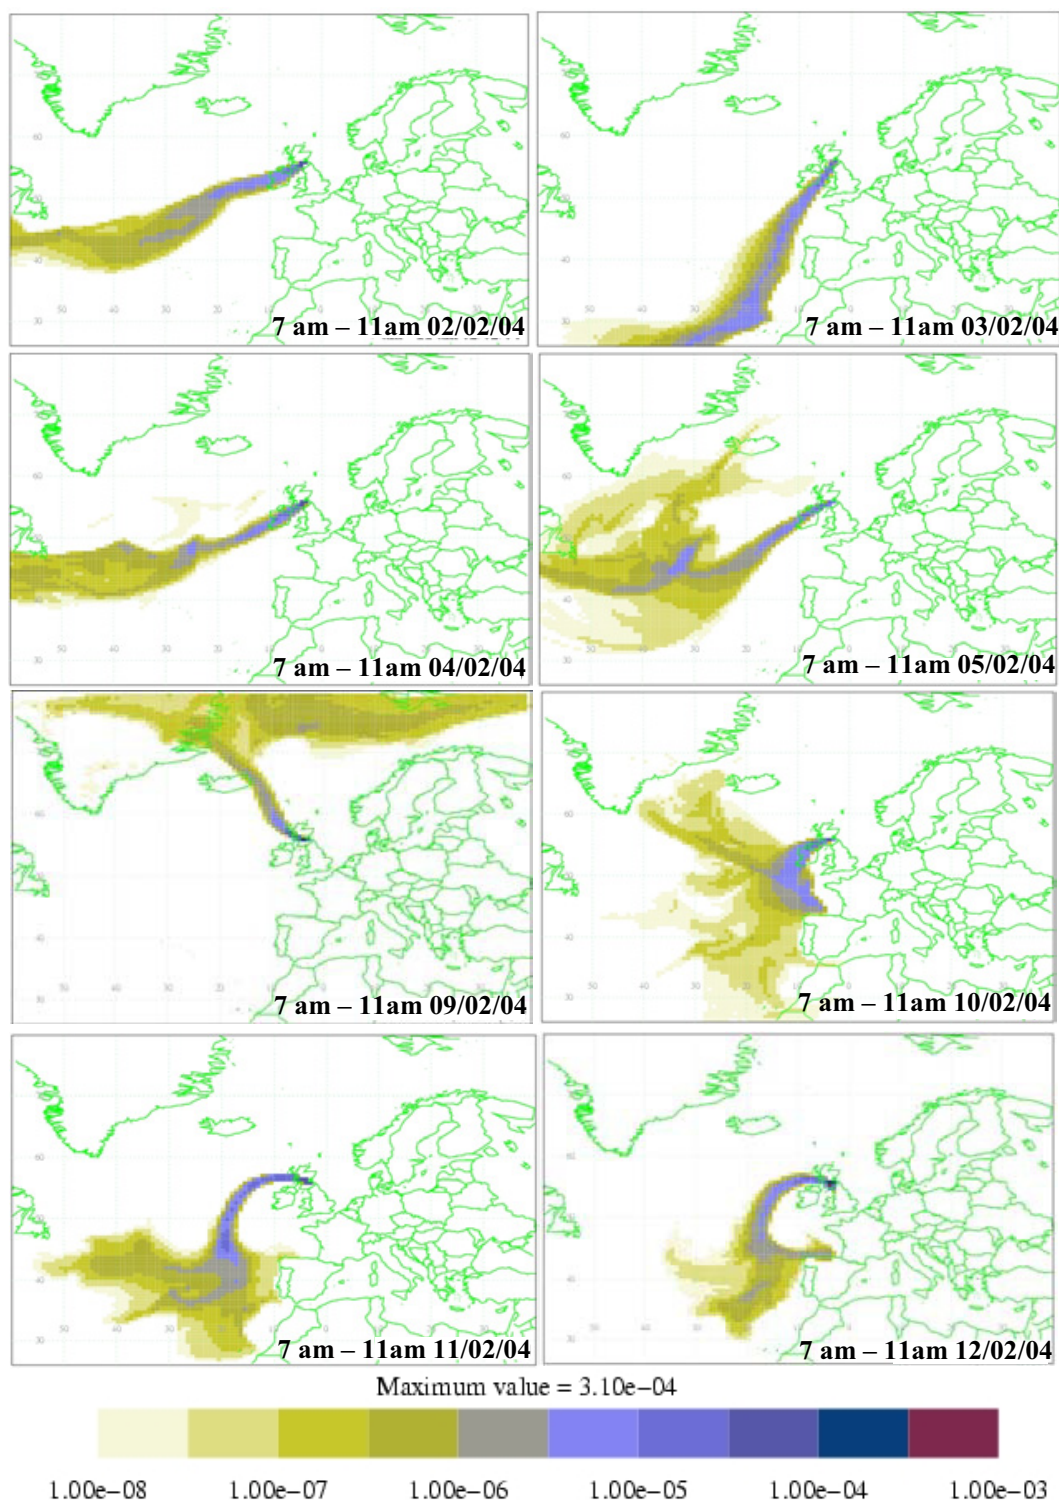 7 am – 11am 02/02/04
7 am – 11am 03/02/04
7 am – 11am 04/02/04
7 am – 11am 05/02/04
7 am – 11am 09/02/04
7 am – 11am 10/02/04
7 am – 11am 11/02/04
7 am – 11am 12/02/04
Maximum value = 3.10e−04
1.00e−08 1.00e−07 1.00e−06 1.00e−05 1.00e−04 1.00e−03